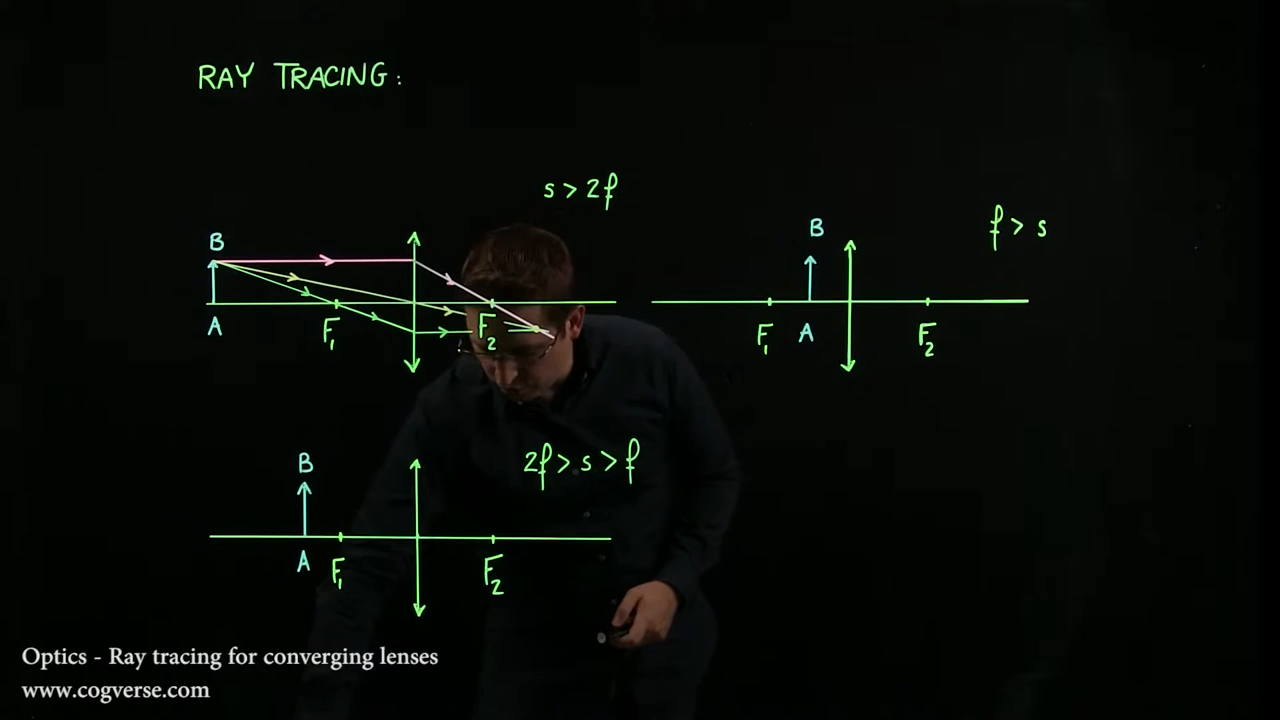 RAY TRACING:
s > 2f
B
A
F₁
F₂
f > s
B
F₁
A
F₂
2f > s > f
B
A
F₁
F₂
Optics - Ray tracing for converging lenses
www.cogverse.com